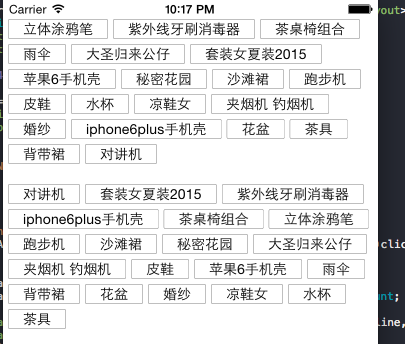 Carrier 10:17 PM
立体涂鸦笔 紫外线牙刷消毒器 茶桌椅组合
雨伞 大圣归来公仔 套装女夏装2015
苹果6手机壳 秘密花园 沙滩裙 跑步机
皮鞋 水杯 凉鞋女 夹烟机 钓烟机
婚纱 iphone6plus手机壳 花盆 茶具
背带裙 对讲机
对讲机 套装女夏装2015 紫外线牙刷消毒器
iphone6plus手机壳 茶桌椅组合 立体涂鸦笔
跑步机 沙滩裙 秘密花园 大圣归来公仔
夹烟机 钓烟机 皮鞋 苹果6手机壳 雨伞
背带裙 花盆 婚纱 凉鞋女 水杯
茶具